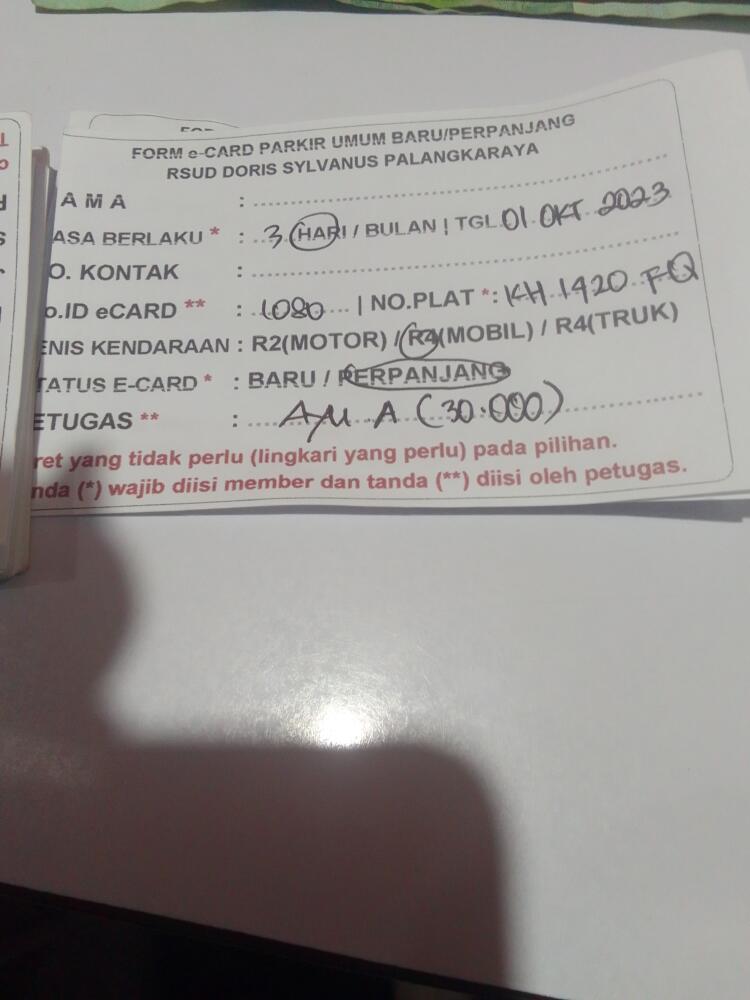 FORM e-CARD PARKIR UMUM BARU/PERPANJANG
RSUD DORIS SYLVANUS PALANGKARAYA
AMA :
ASA BERLAKU * : 3 HARI / BULAN | TGL 01 OKT 2023
O. KONTAK :
o.ID eCARD ** : 1080 | NO.PLAT *: KH 1420 FQ
ENIS KENDARAAN : R2(MOTOR) / R4(MOBIL) / R4(TRUK)
TATUS E-CARD * : BARU / PERPANJANG
ETUGAS ** : (30.000)
ret yang tidak perlu (lingkari yang perlu) pada pilihan.
nda (*) wajib diisi member dan tanda (**) diisi oleh petugas.